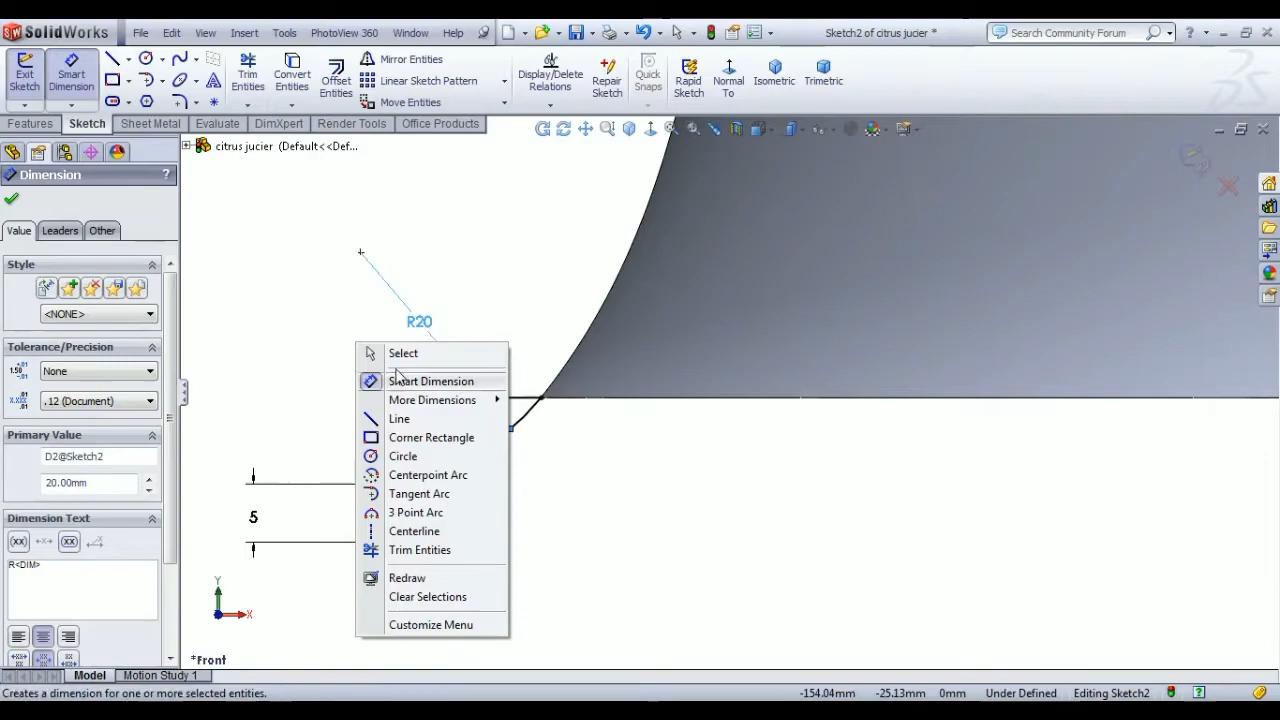 SolidWorks File Edit View Insert Tools PhotoView 360 Window Help Sketch2 of citrus jucier * Search Community Forum
Exit Sketch
Smart Dimension
Trim Entities
Convert Entities
Offset Entities
Mirror Entities
Linear Sketch Pattern
Move Entities
Display/Delete Relations
Repair Sketch
Quick Snaps
Rapid Sketch
Normal To
Isometric
Trimetric
Features Sketch Sheet Metal Evaluate DimXpert Render Tools Office Products
citrus jucier (Default<<Def...
Dimension ?
Value Leaders Other
Style
<NONE>
Tolerance/Precision
None
.12 (Document)
Primary Value
D2@Sketch2
20.00mm
Dimension Text
R<DIM>
R20
Select
Smart Dimension
More Dimensions
Line
Corner Rectangle
Circle
Centerpoint Arc
Tangent Arc
3 Point Arc
Centerline
Trim Entities
Redraw
Clear Selections
Customize Menu
5
Y
X
*Front
Model Motion Study 1
Creates a dimension for one or more selected entities. -154.04mm -25.13mm 0mm Under Defined Editing Sketch2